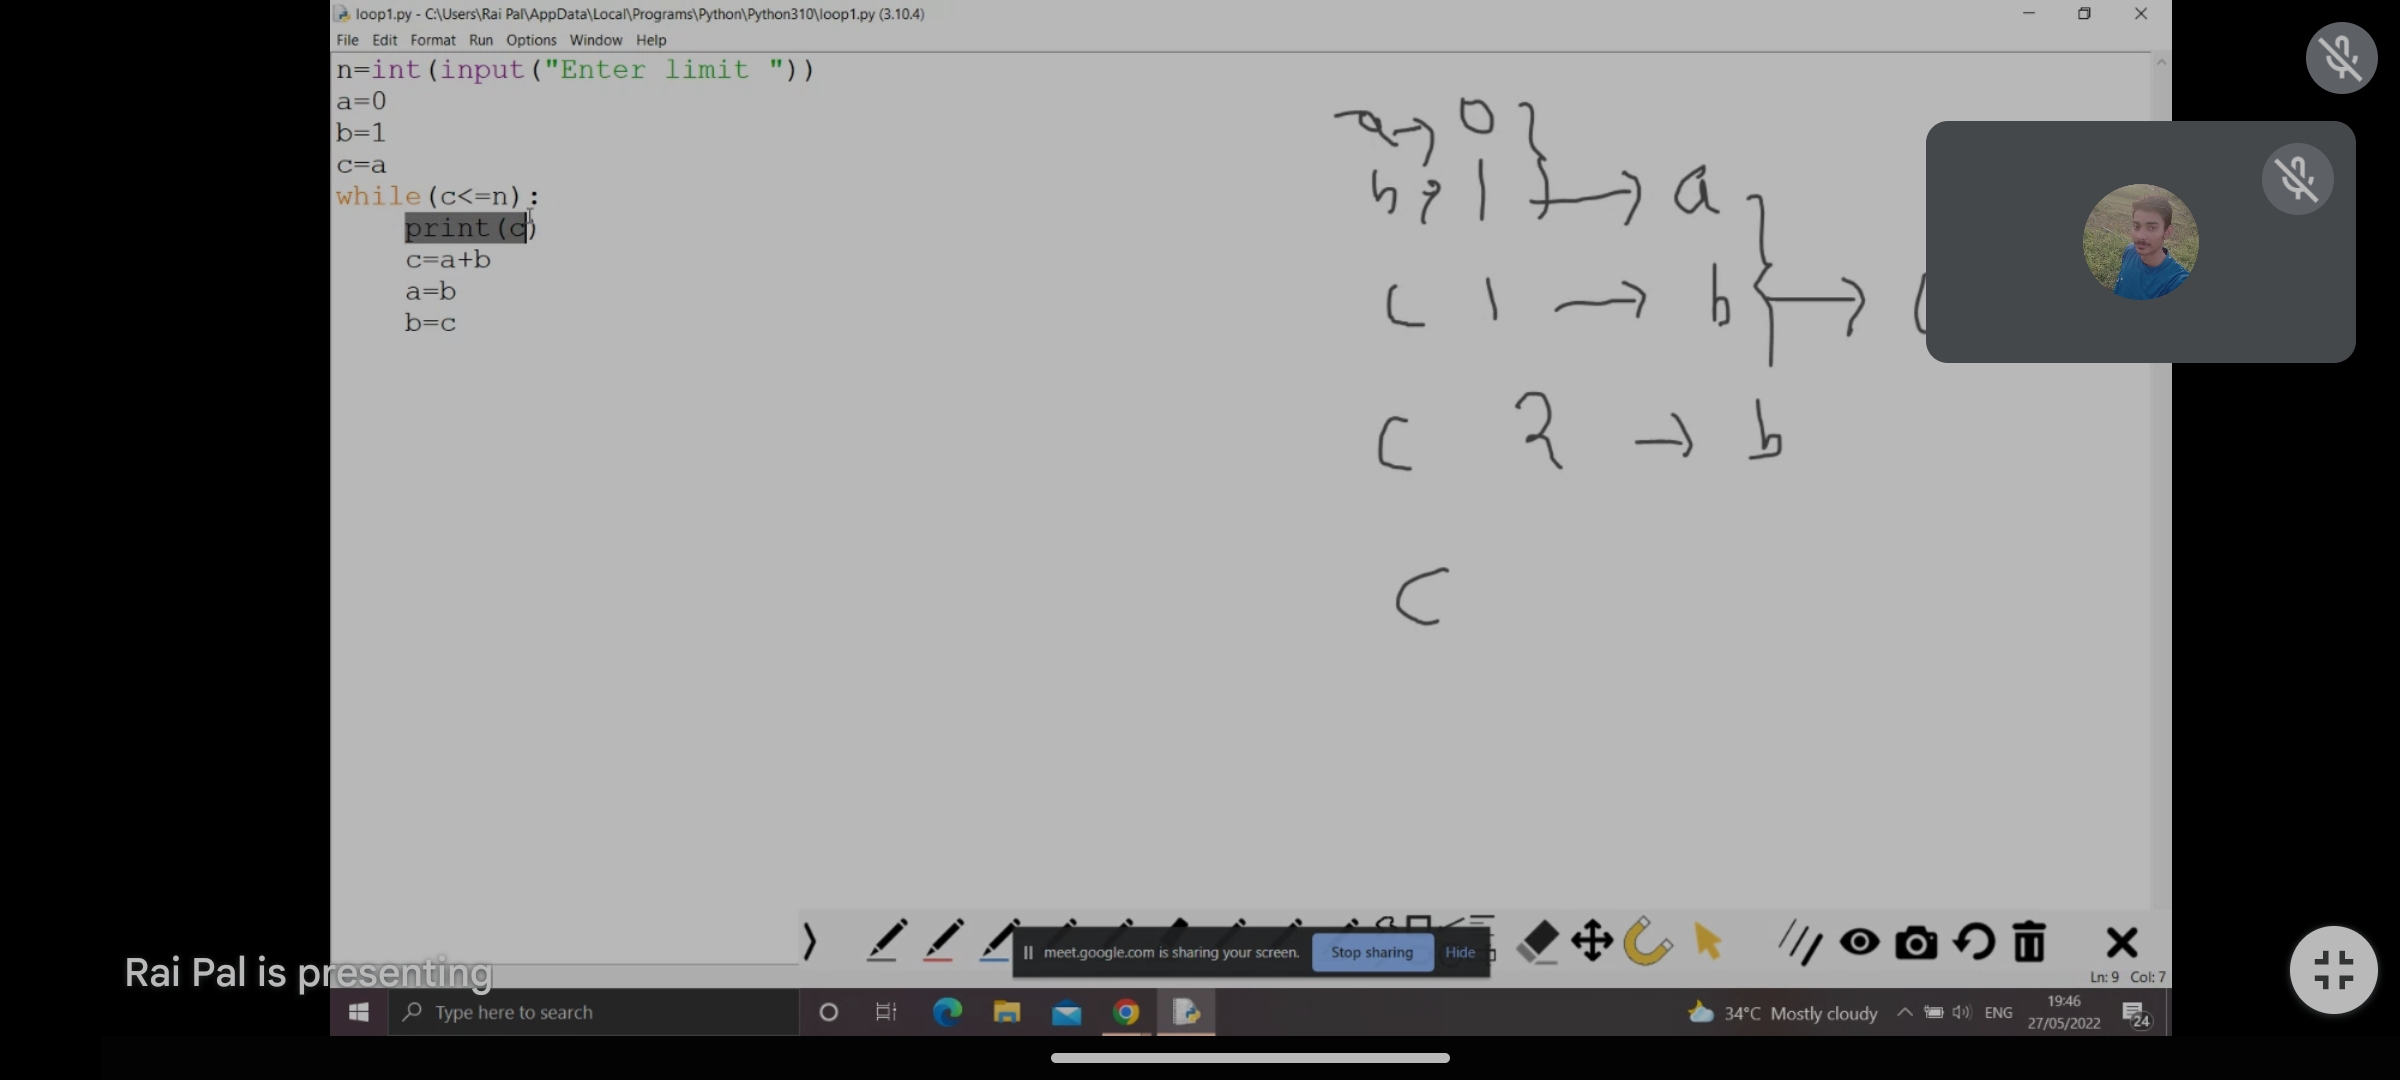 loop1.py - C:\Users\Rai Pal\AppData\Local\Programs\Python\Python310\loop1.py (3.10.4)
File Edit Format Run Options Window Help
n=int(input("Enter limit "))
a=0
b=1
c=a
while(c<=n):
    print(c)
    c=a+b
    a=b
    b=c
a→ 0
b → 1 → a
c 1 → b →
c 2 → b
c
meet.google.com is sharing your screen. Stop sharing Hide
Rai Pal is presenting
Ln: 9 Col: 7
Type here to search
34°C Mostly cloudy
ENG
19:46
27/05/2022
24